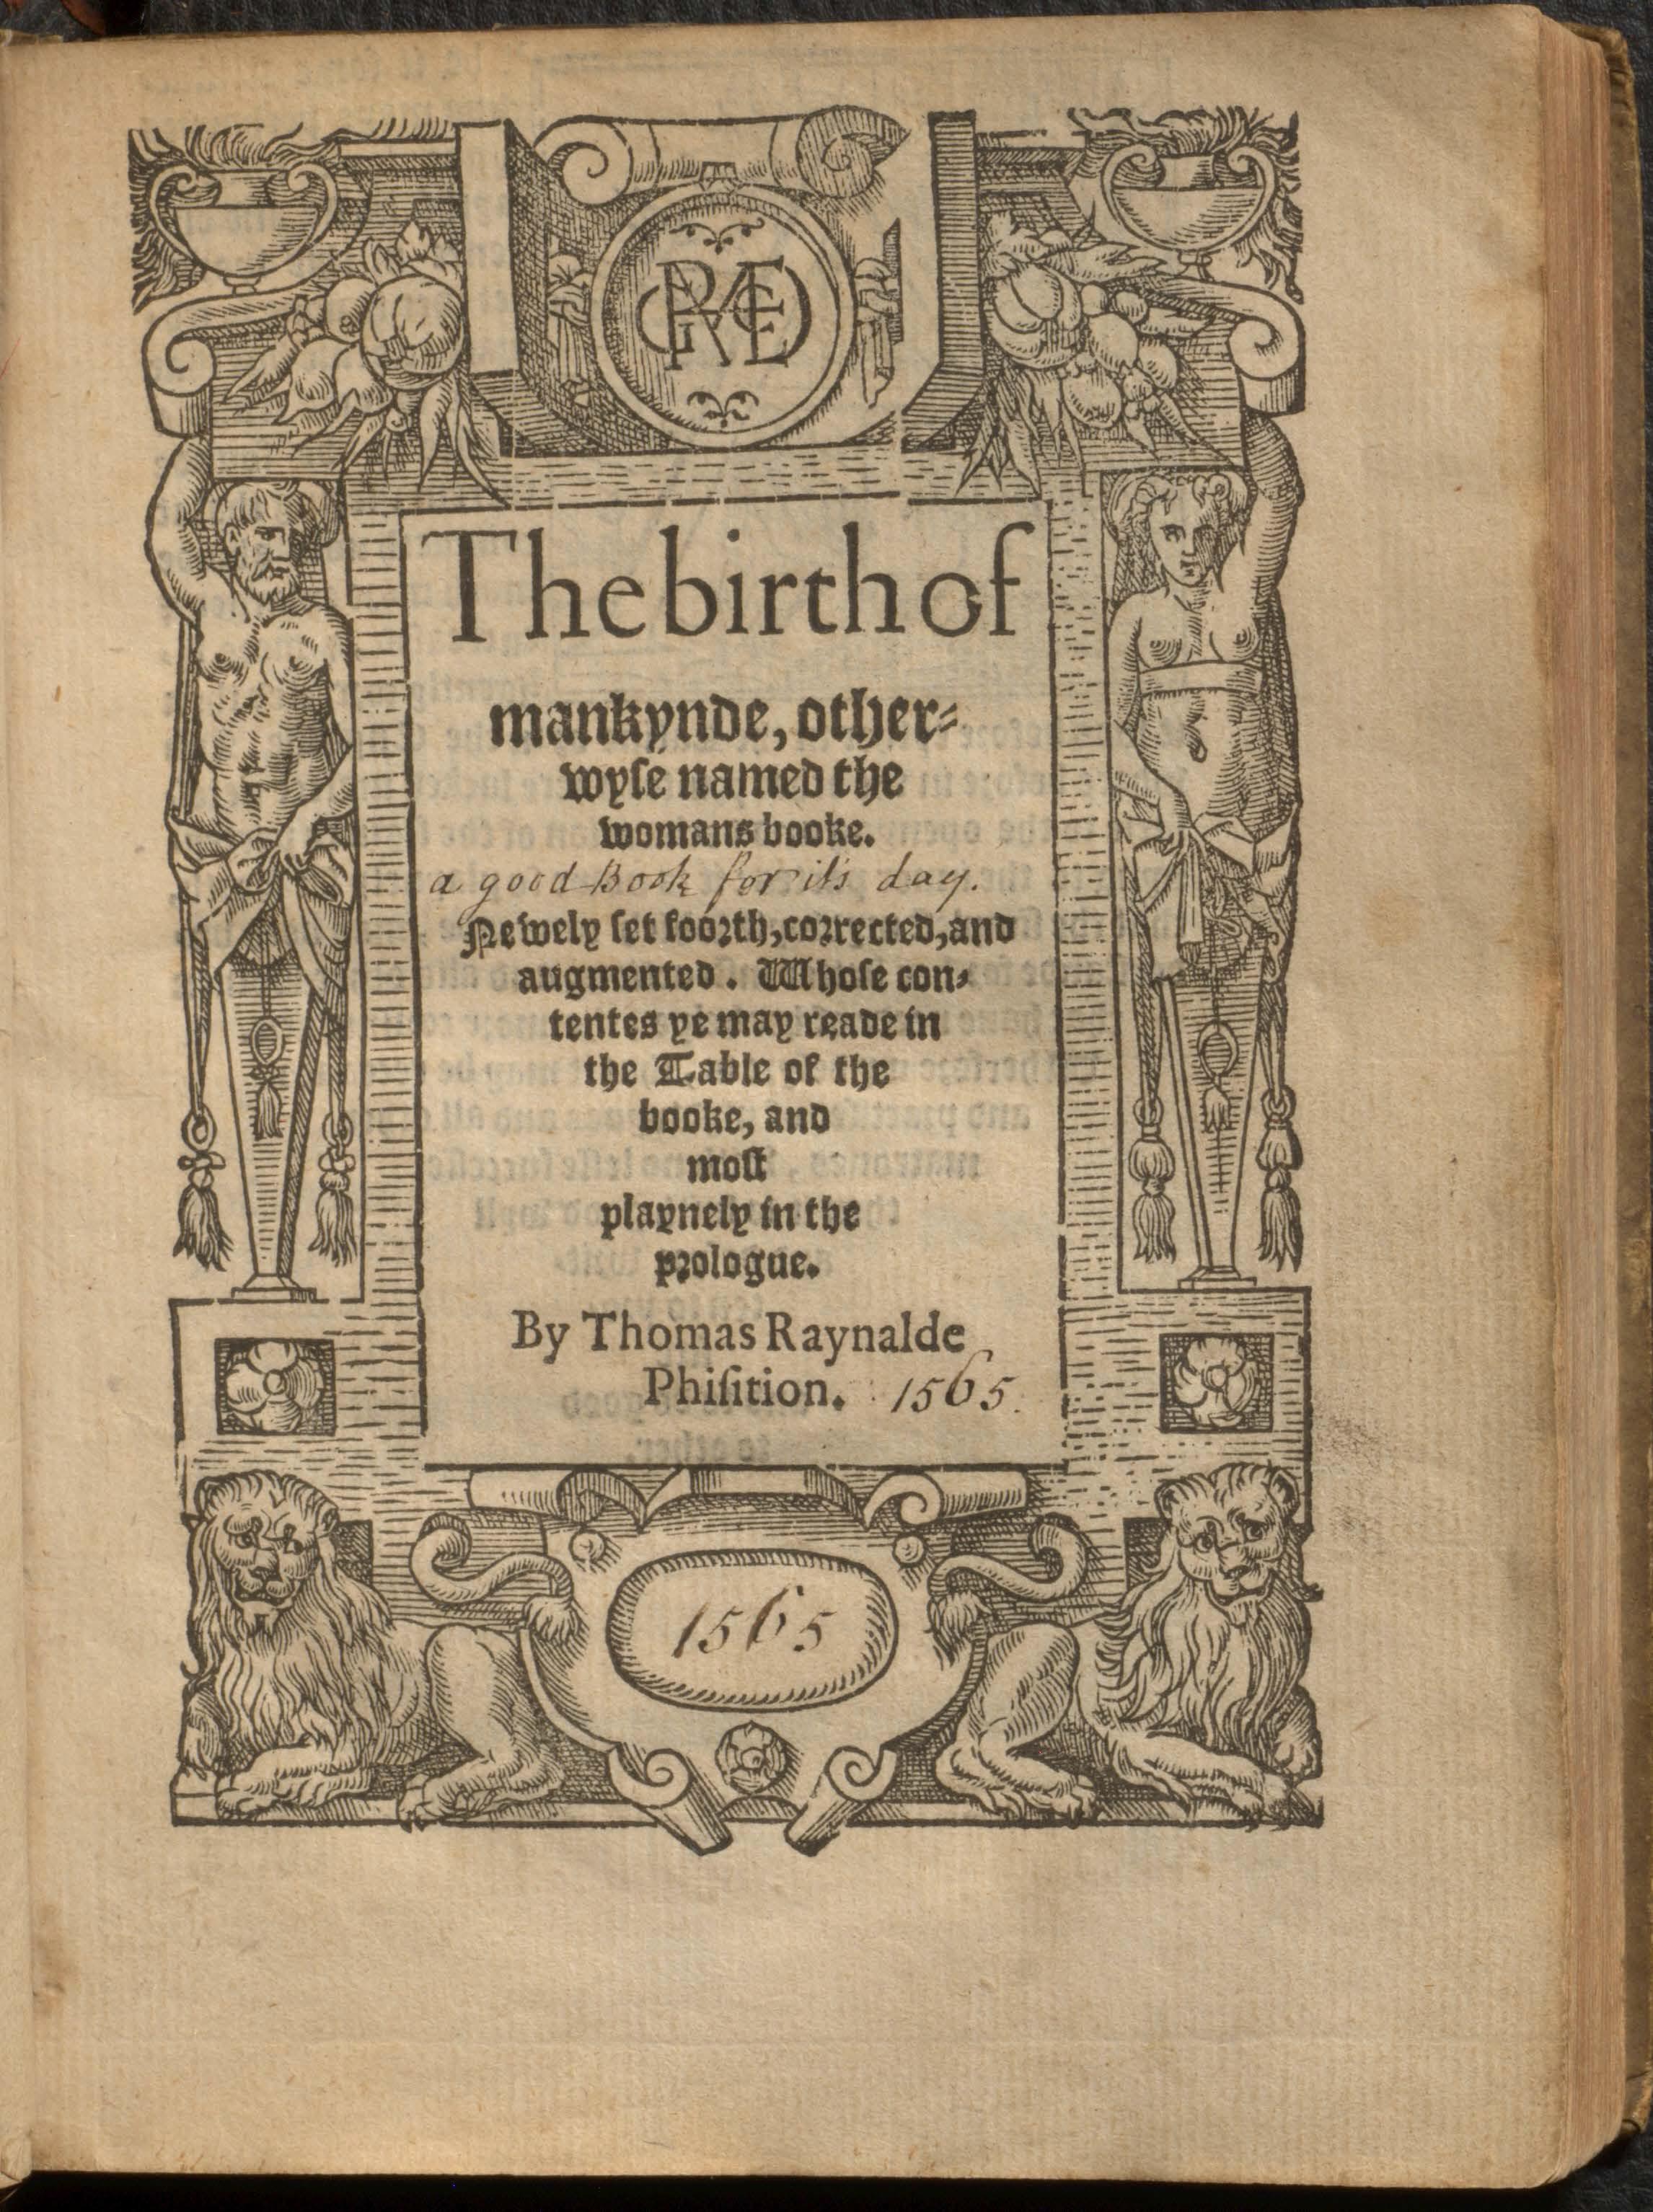 The birth of
mankynde, other-
wyſe named the
womans booke.
a good Book for it's day.
Newely ſet foorth, corrected, and
augmented. Whoſe con-
tentes ye may reade in
the Table of the
booke, and
moſt
playnely in the
prologue.
By Thomas Raynalde
Phiſition. 1565.
1565